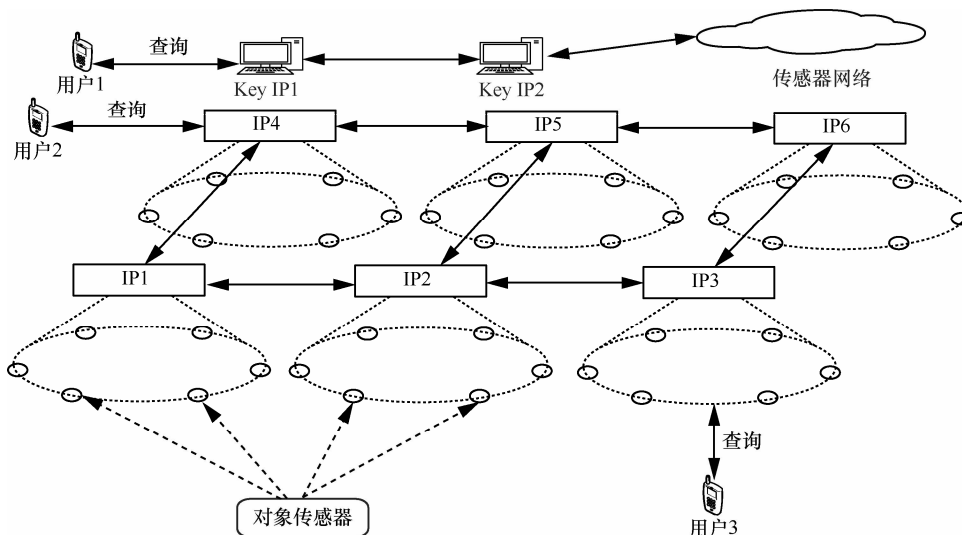 查询
用户1
Key IP1
Key IP2
传感器网络
查询
用户2
IP4
IP5
IP6
IP1
IP2
IP3
查询
对象传感器
用户3